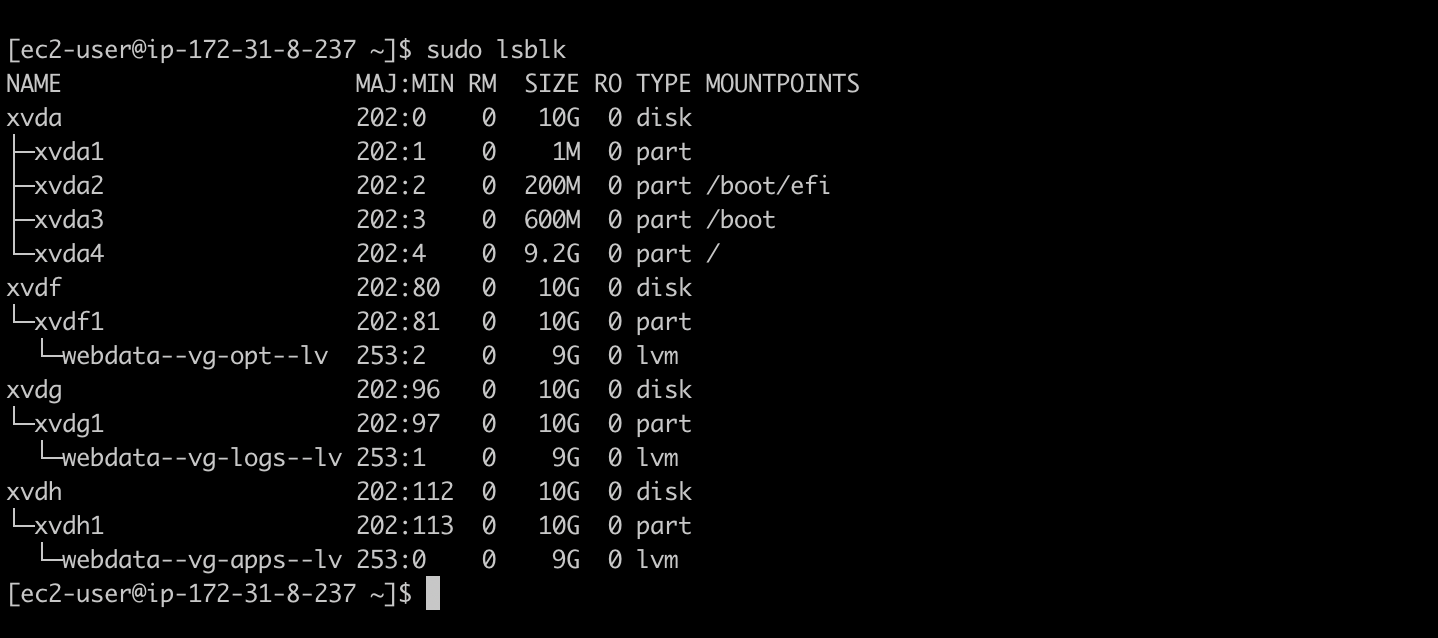 [ec2-user@ip-172-31-8-237 ~]$ sudo lsblk
NAME                     MAJ:MIN RM  SIZE RO TYPE MOUNTPOINTS
xvda                     202:0    0   10G  0 disk
├─xvda1                  202:1    0    1M  0 part
├─xvda2                  202:2    0  200M  0 part /boot/efi
├─xvda3                  202:3    0  600M  0 part /boot
└─xvda4                  202:4    0  9.2G  0 part /
xvdf                     202:80   0   10G  0 disk
└─xvdf1                  202:81   0   10G  0 part
  └─webdata--vg-opt--lv  253:2    0    9G  0 lvm
xvdg                     202:96   0   10G  0 disk
└─xvdg1                  202:97   0   10G  0 part
  └─webdata--vg-logs--lv 253:1    0    9G  0 lvm
xvdh                     202:112  0   10G  0 disk
└─xvdh1                  202:113  0   10G  0 part
  └─webdata--vg-apps--lv 253:0    0    9G  0 lvm
[ec2-user@ip-172-31-8-237 ~]$